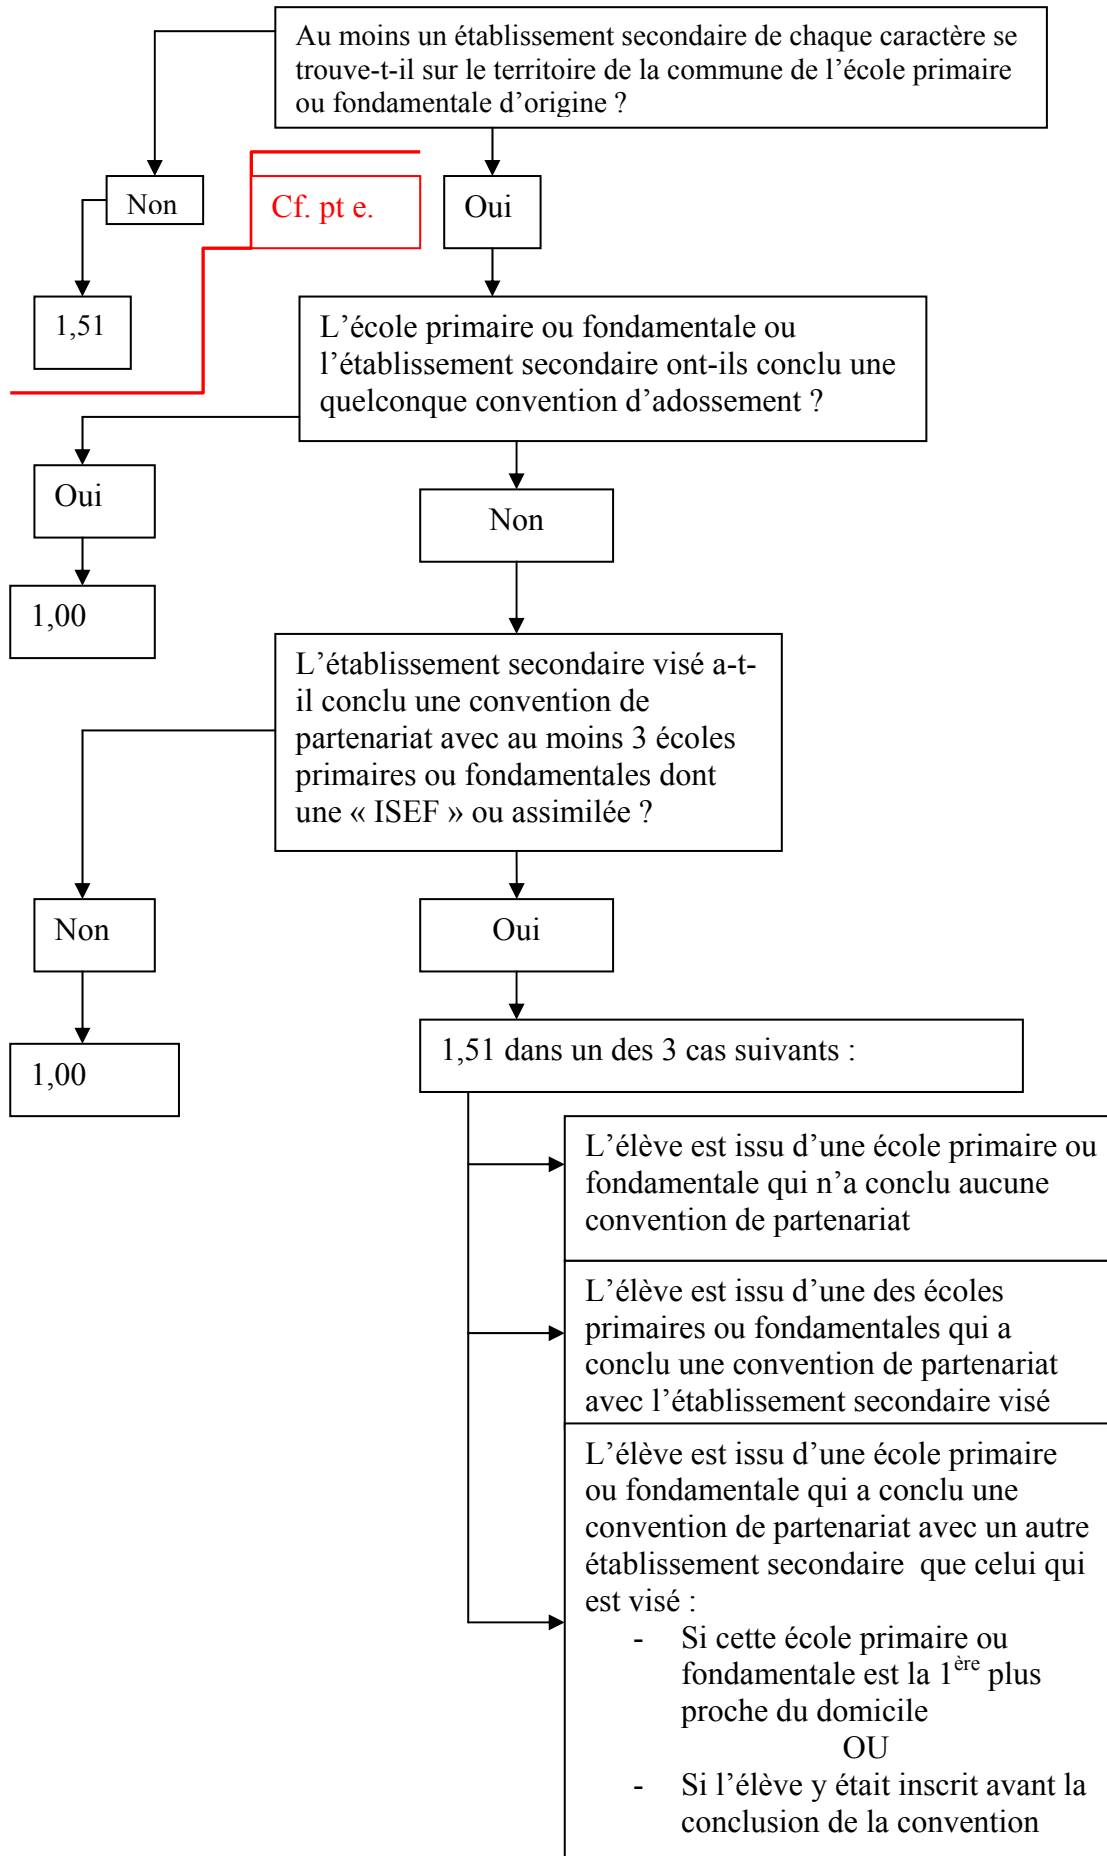 Au moins un établissement secondaire de chaque caractère se
trouve-t-il sur le territoire de la commune de l’école primaire
ou fondamentale d’origine ?
Non
Cf. pt e.
Oui
1,51
L’école primaire ou fondamentale ou
l’établissement secondaire ont-ils conclu une
quelconque convention d’adossement ?
Oui
Non
1,00
L’établissement secondaire visé a-t-
il conclu une convention de
partenariat avec au moins 3 écoles
primaires ou fondamentales dont
une « ISEF » ou assimilée ?
Non
Oui
1,00
1,51 dans un des 3 cas suivants :
L’élève est issu d’une école primaire ou
fondamentale qui n’a conclu aucune
convention de partenariat
L’élève est issu d’une des écoles
primaires ou fondamentales qui a
conclu une convention de partenariat
avec l’établissement secondaire visé
L’élève est issu d’une école primaire
ou fondamentale qui a conclu une
convention de partenariat avec un autre
établissement secondaire que celui qui
est visé :
- Si cette école primaire ou
fondamentale est la 1ère plus
proche du domicile
OU
- Si l’élève y était inscrit avant la
conclusion de la convention